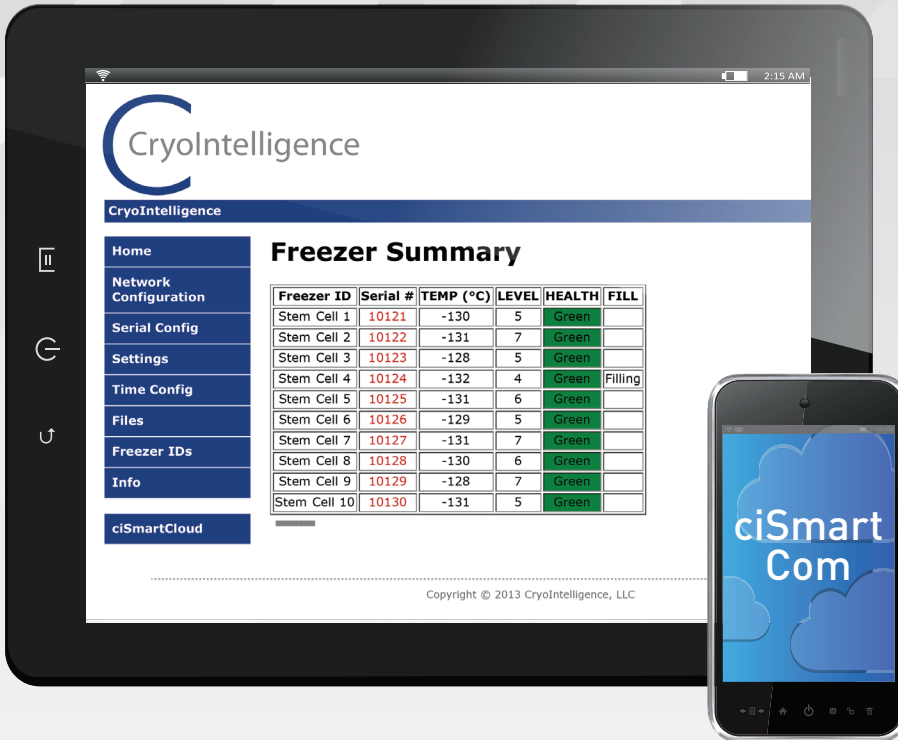 2:15 AM
CryoIntelligence
CryoIntelligence
Home
Network
Configuration
Serial Config
Settings
Time Config
Files
Freezer IDs
Info
ciSmartCloud
Freezer Summary
Freezer ID Serial # TEMP (°C) LEVEL HEALTH FILL
Stem Cell 1 10121 -130 5 Green
Stem Cell 2 10122 -131 7 Green
Stem Cell 3 10123 -128 5 Green
Stem Cell 4 10124 -132 4 Green Filling
Stem Cell 5 10125 -131 6 Green
Stem Cell 6 10126 -129 5 Green
Stem Cell 7 10127 -131 7 Green
Stem Cell 8 10128 -130 6 Green
Stem Cell 9 10129 -128 7 Green
Stem Cell 10 10130 -131 5 Green
Copyright © 2013 CryoIntelligence, LLC
ciSmart
Com